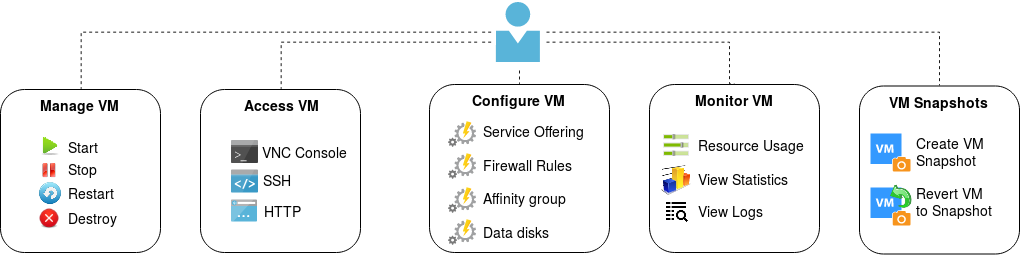 Manage VM
Start
Stop
Restart
Destroy
Access VM
>_
VNC Console
</>
SSH
HTTP
Configure VM
Service Offering
Firewall Rules
Affinity group
Data disks
Monitor VM
Resource Usage
View Statistics
View Logs
VM Snapshots
VM
Create VM
Snapshot
VM
Revert VM
to Snapshot